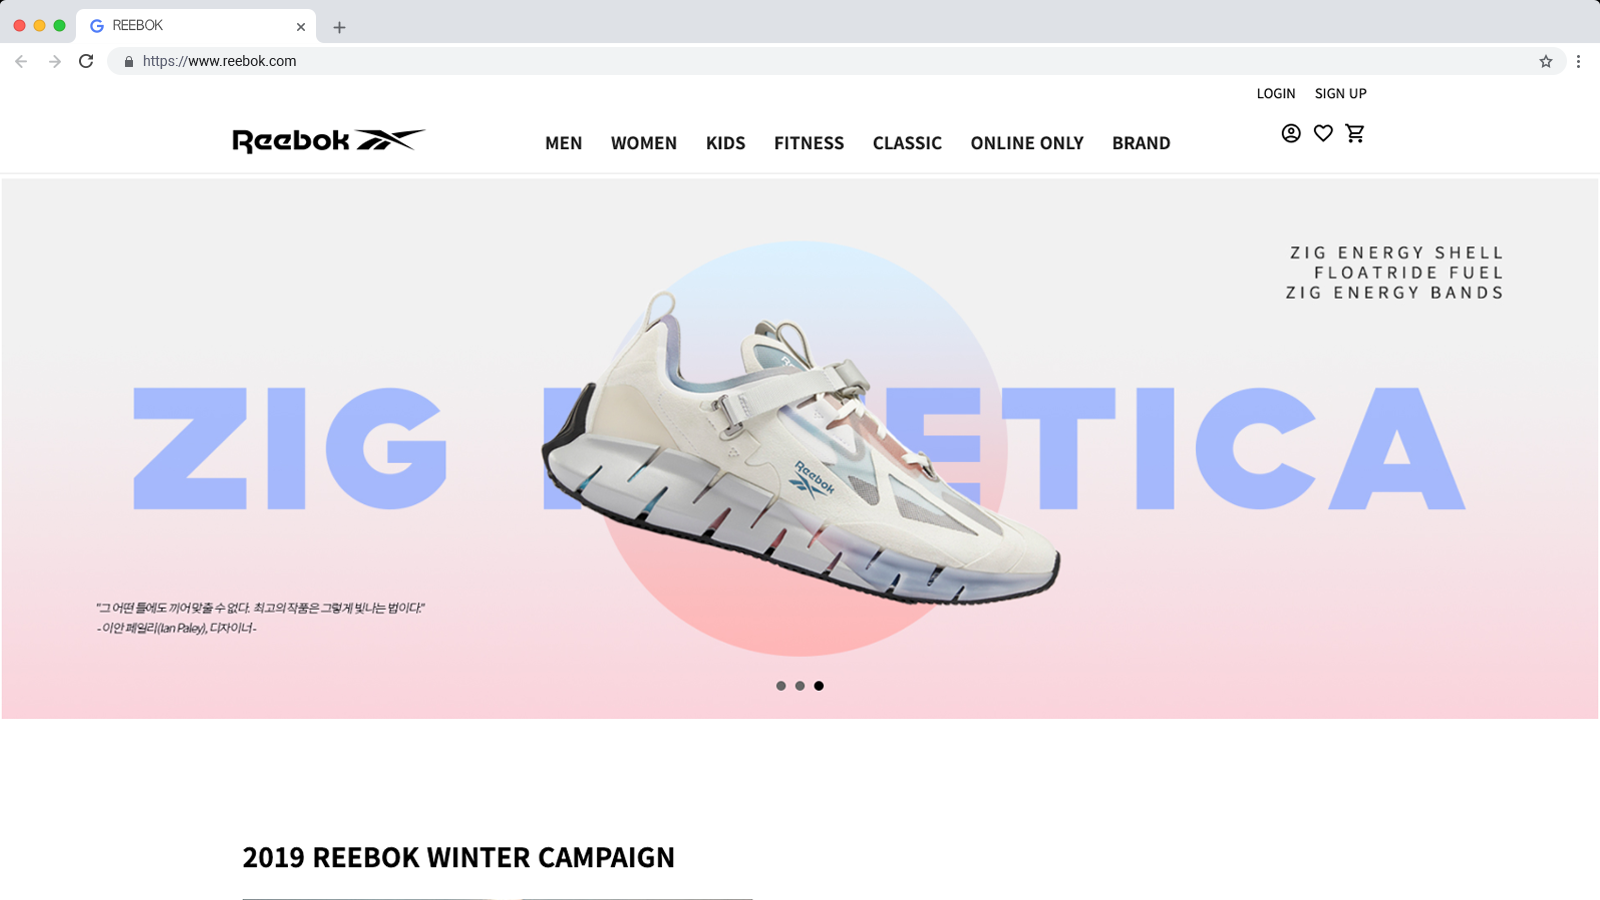 REEBOK
https://www.reebok.com
LOGIN SIGN UP
Reebok
MEN WOMEN KIDS FITNESS CLASSIC ONLINE ONLY BRAND
ZIG ENERGY SHELL
FLOATRIDE FUEL
ZIG ENERGY BANDS
ZIG ETICA
Reebok
"그 어떤 틀에도 끼어 맞출 수 없다. 최고의 작품은 그렇게 빛나는 법이다."
- 이안 페일리(Ian Paley), 디자이너 -
2019 REEBOK WINTER CAMPAIGN